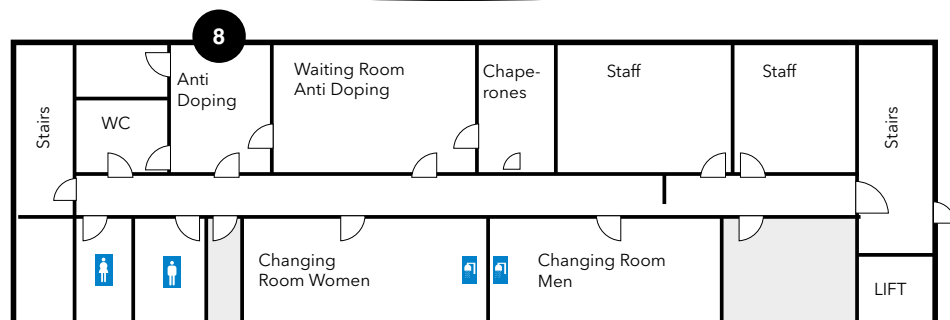 8
Anti
Doping
Waiting Room
Anti Doping
Chape-
rones
Staff
Staff
WC
Stairs
Stairs
Changing
Room Women
Changing Room
Men
LIFT